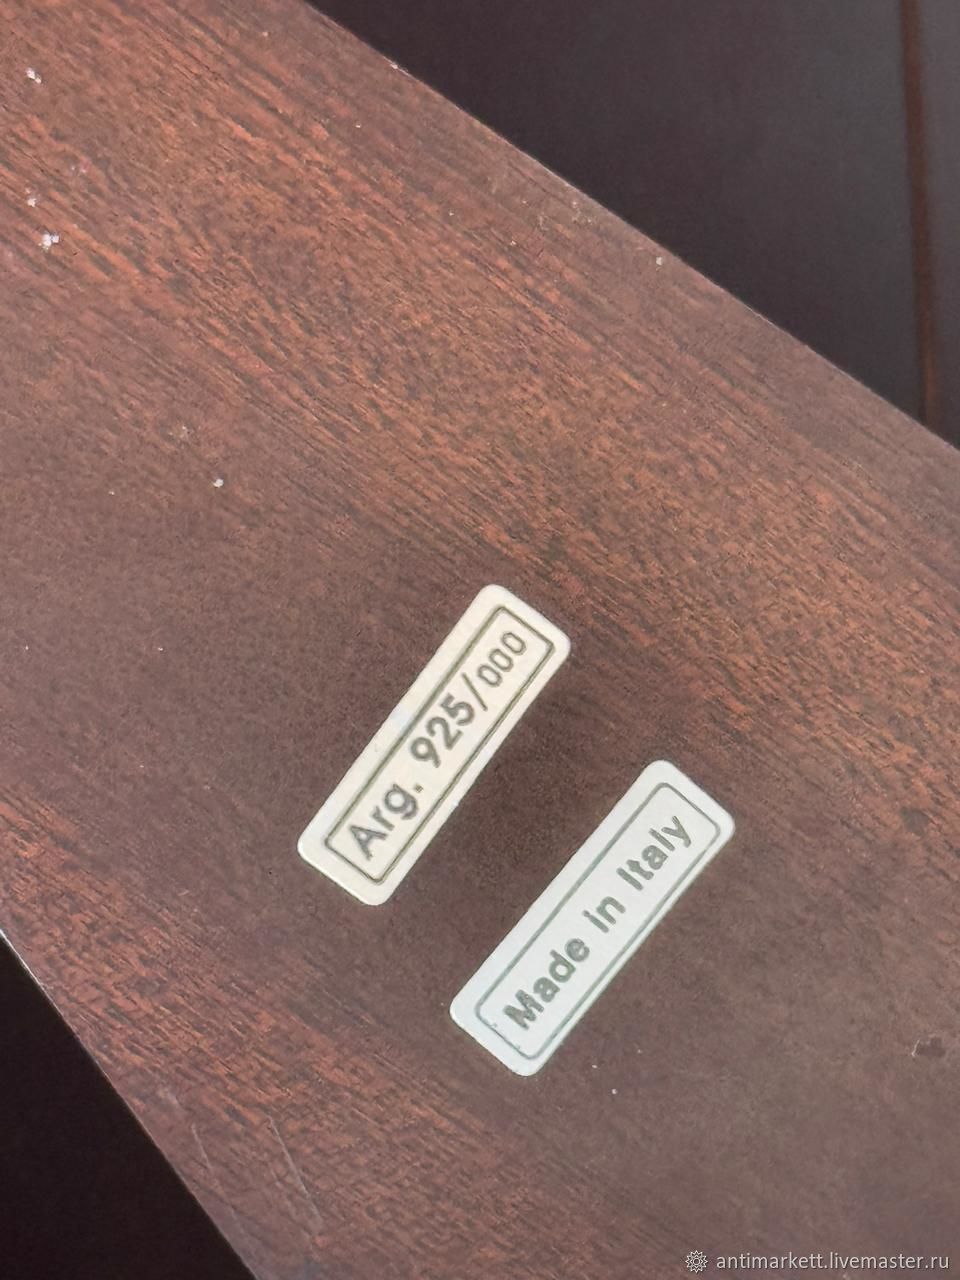 Arg. 925/000
Made in Italy
antimarkett.livemaster.ru